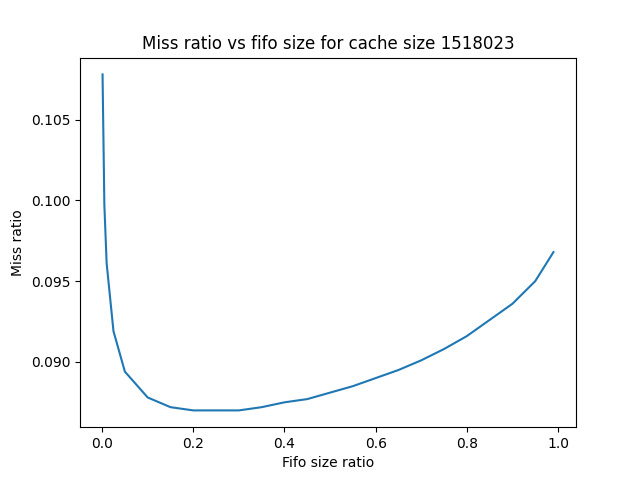 Miss ratio vs fifo size for cache size 1518023
0.105
0.100
0.095
0.090
Miss ratio
0.0 0.2 0.4 0.6 0.8 1.0
Fifo size ratio